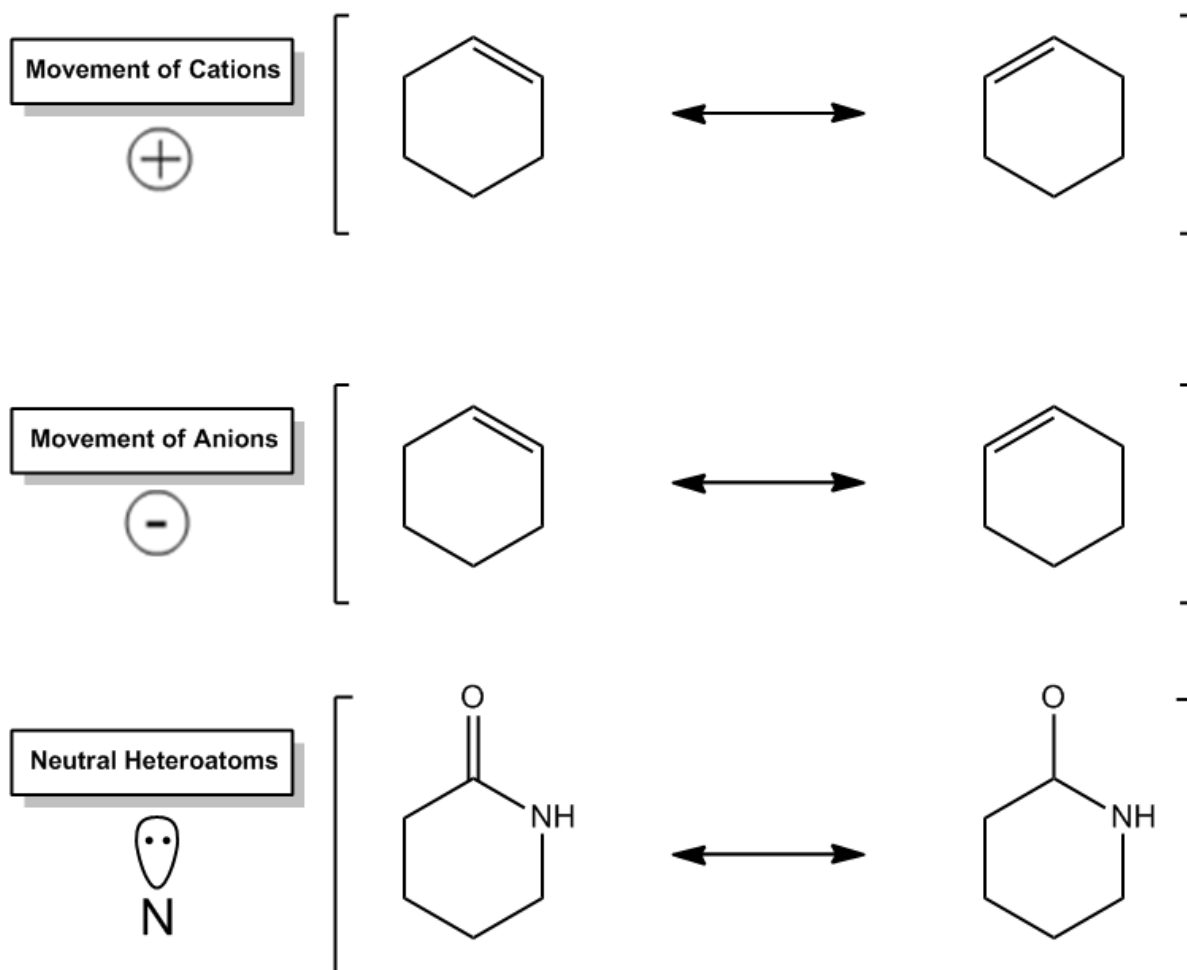 Movement of Cations
+
Movement of Anions
-
O
O
Neutral Heteroatoms
NH
NH
N